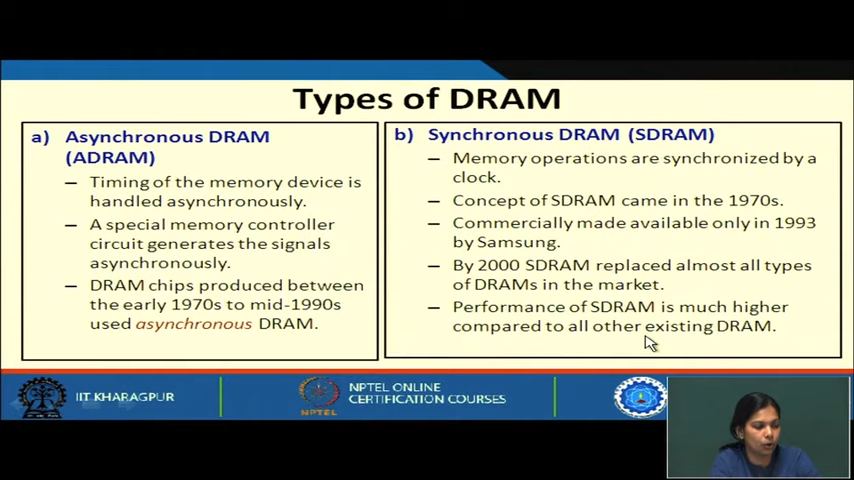 Types of DRAM
a) Asynchronous DRAM
(ADRAM)
– Timing of the memory device is
handled asynchronously.
– A special memory controller
circuit generates the signals
asynchronously.
– DRAM chips produced between
the early 1970s to mid-1990s
used asynchronous DRAM.
b) Synchronous DRAM (SDRAM)
– Memory operations are synchronized by a
clock.
– Concept of SDRAM came in the 1970s.
– Commercially made available only in 1993
by Samsung.
– By 2000 SDRAM replaced almost all types
of DRAMs in the market.
– Performance of SDRAM is much higher
compared to all other existing DRAM.
IIT KHARAGPUR
NPTEL
NPTEL ONLINE
CERTIFICATION COURSES